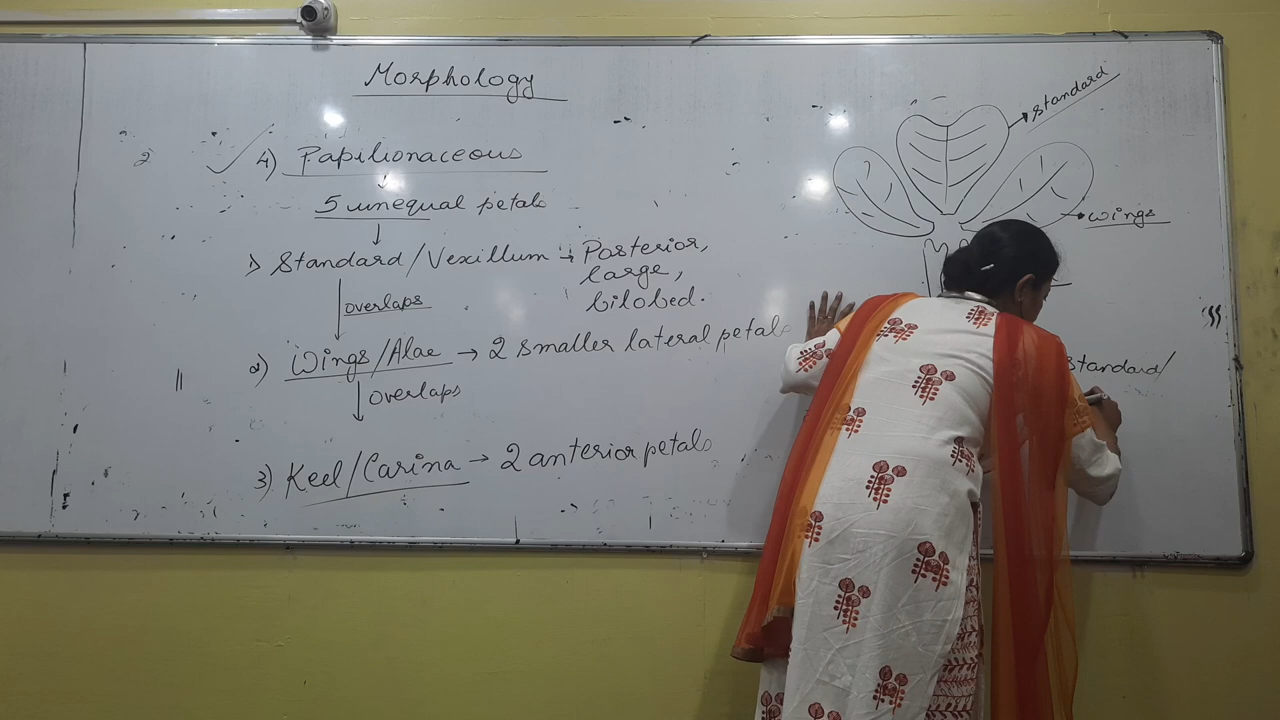 Morphology
4) Papilionaceous
5 unequal petals
1) Standard/Vexillum → Posterior,
large,
bilobed.
overlaps
2) Wings/Alae → 2 smaller lateral petals
overlaps
3) Keel/Carina → 2 anterior petals
Standard
Wings
Standard/